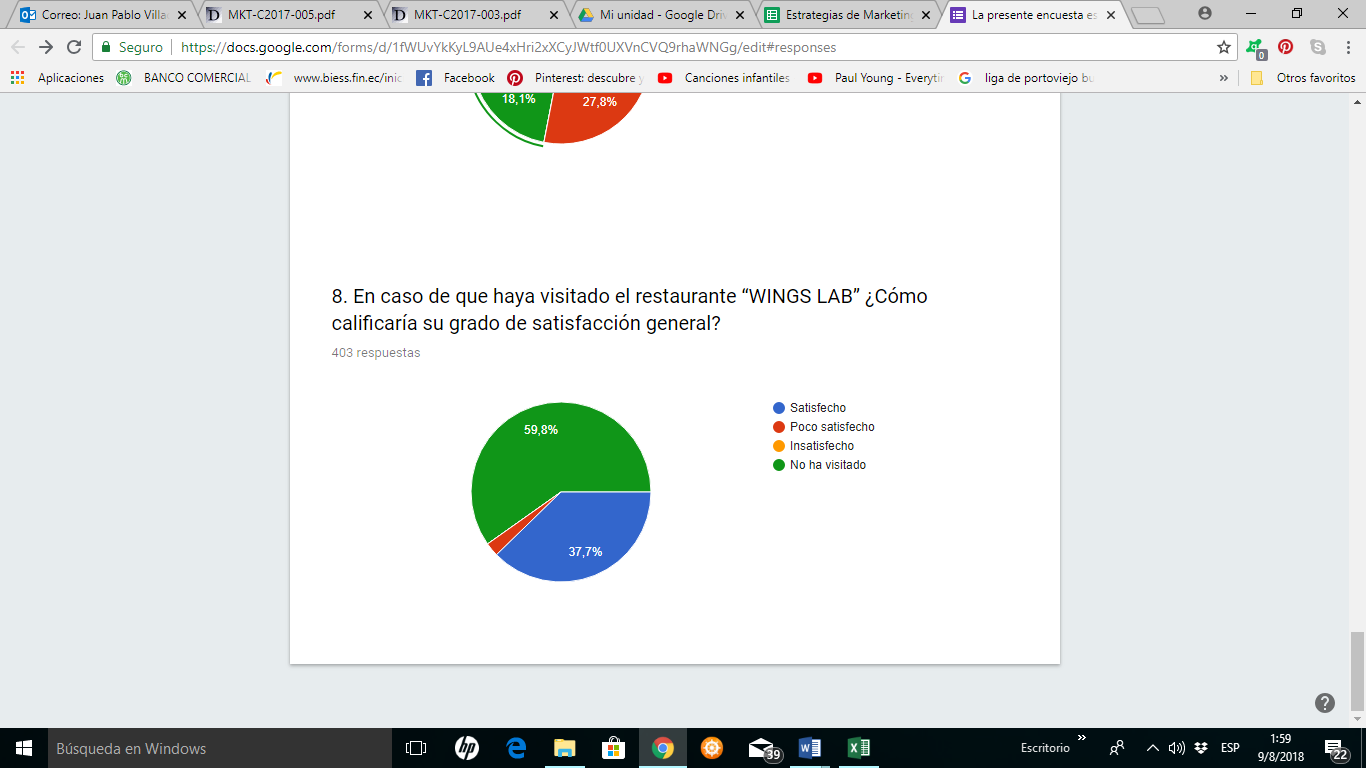 Correo: Juan Pablo Villa
MKT-C2017-005.pdf
MKT-C2017-003.pdf
Mi unidad - Google Driv
Estrategias de Marketing
La presente encuesta es
Seguro
https://docs.google.com/forms/d/1fWUvYkKyL9AUe4xHri2xXCyJWtf0UXVnCVQ9rhaWNGg/edit#responses
0
Aplicaciones
BANCO COMERCIAL
www.biess.fin.ec/inic
Facebook
Pinterest: descubre y
Canciones infantiles
Paul Young - Everytim
liga de portoviejo bu
»
Otros favoritos
18,1%
27,8%
8. En caso de que haya visitado el restaurante “WINGS LAB” ¿Cómo
calificaría su grado de satisfacción general?
403 respuestas
59,8%
37,7%
Satisfecho
Poco satisfecho
Insatisfecho
No ha visitado
?
Búsqueda en Windows
hp
39
Escritorio
»
ESP
1:59
9/8/2018
22